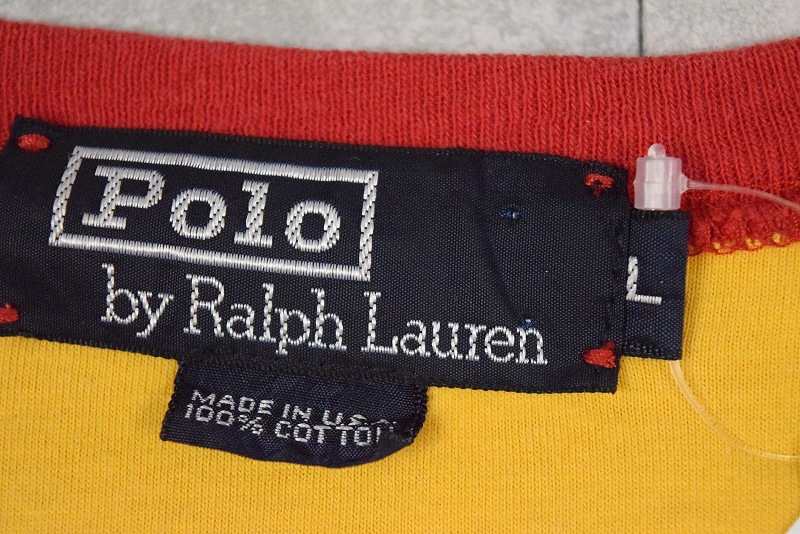 Polo
by Ralph Lauren
L
MADE IN U.S.A
100% COTTON